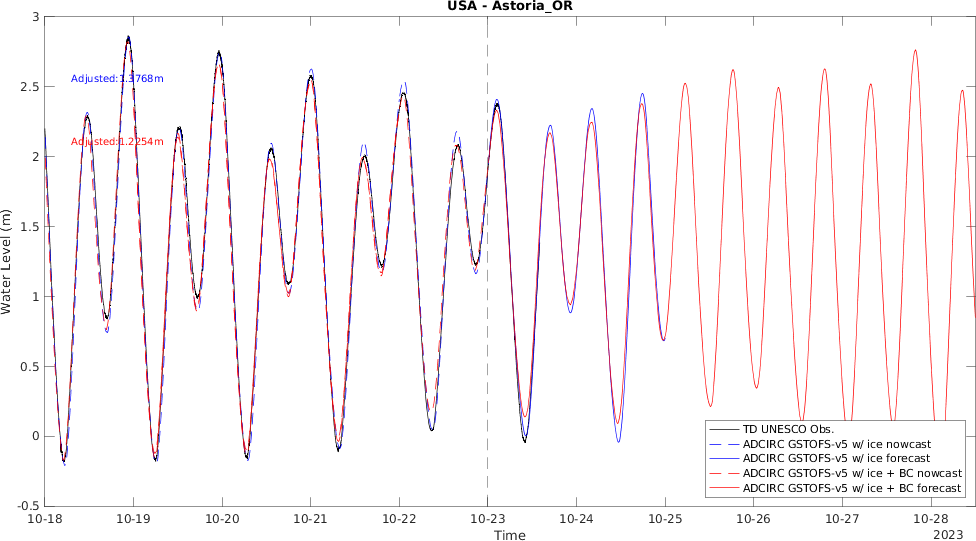 USA - Astoria_OR
3
2.5
2
1.5
1
0.5
0
-0.5
Water Level (m)
Adjusted:1.3768m
Adjusted:1.2254m
TD UNESCO Obs.
ADCIRC GSTOFS-v5 w/ ice nowcast
ADCIRC GSTOFS-v5 w/ ice forecast
ADCIRC GSTOFS-v5 w/ ice + BC nowcast
ADCIRC GSTOFS-v5 w/ ice + BC forecast
10-18 10-19 10-20 10-21 10-22 10-23 10-24 10-25 10-26 10-27 10-28
Time
2023